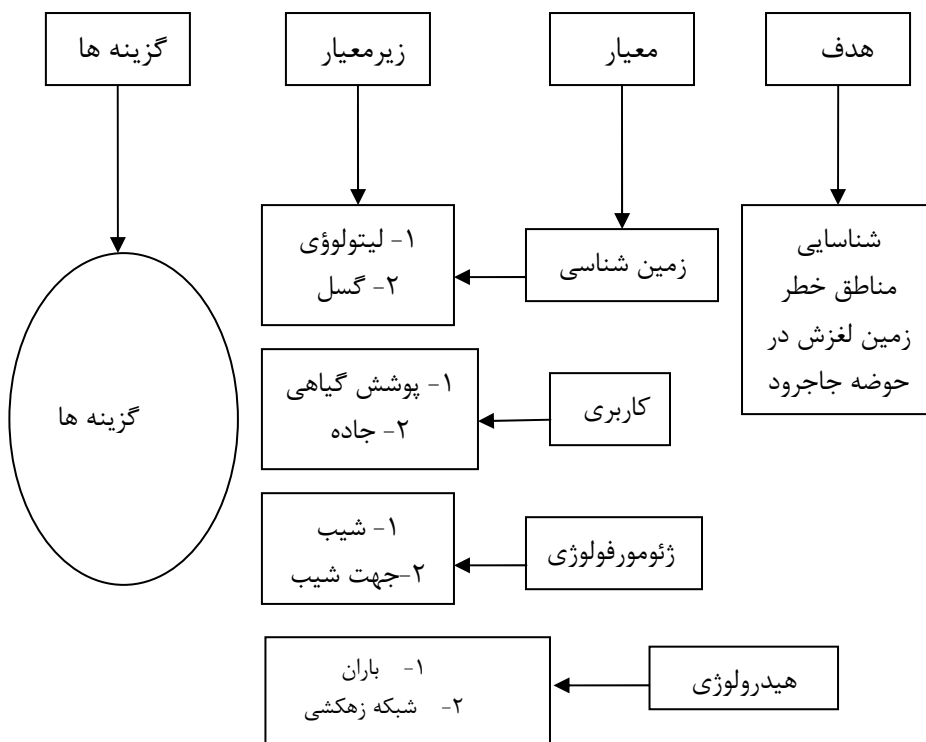 هدف
معیار
زیرمعیار
گزینه ها
شناسایی
مناطق خطر
زمین لغزش در
حوضه جاجرود
زمین شناسی
۱- لیتولوؤی
۲- گسل
کاربری
۱- پوشش گیاهی
۲- جاده
ژئومورفولوژی
۱- شیب
۲-جهت شیب
هیدرولوژی
۱- باران
۲- شبکه زهکشی
گزینه ها